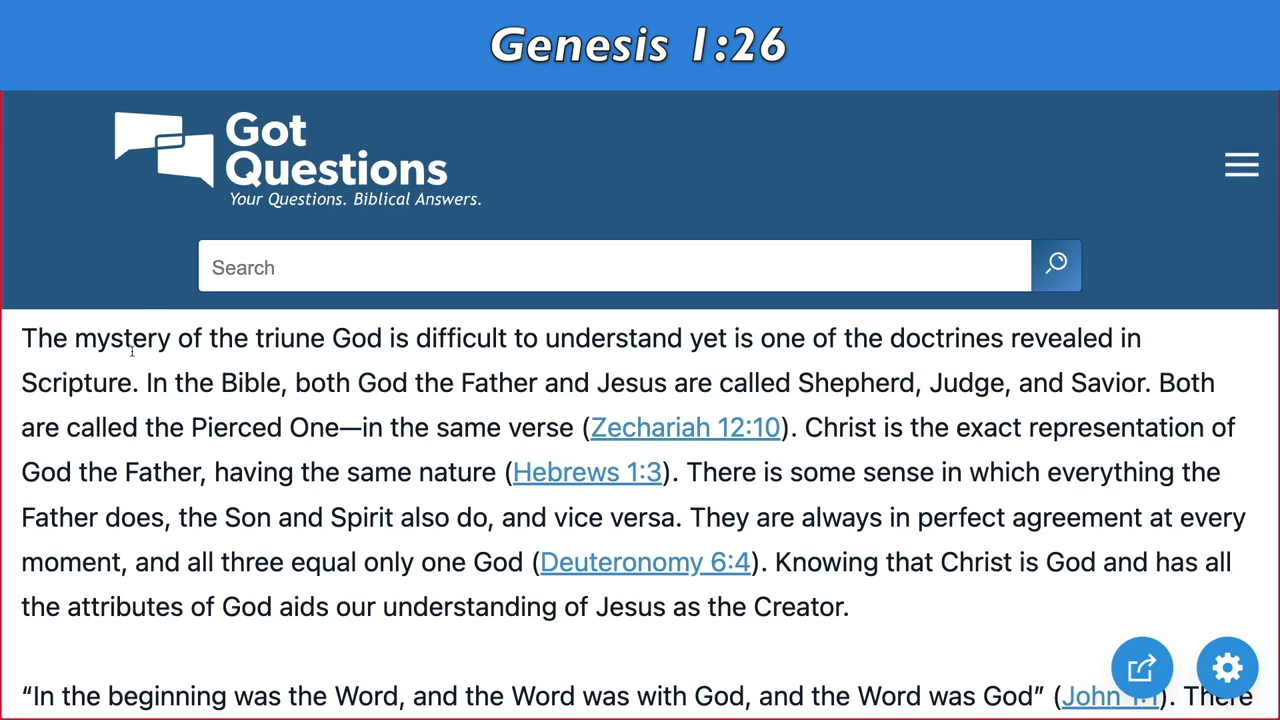 Genesis 1:26
Got
Questions
Your Questions. Biblical Answers.
Search
The mystery of the triune God is difficult to understand yet is one of the doctrines revealed in
Scripture. In the Bible, both God the Father and Jesus are called Shepherd, Judge, and Savior. Both
are called the Pierced One—in the same verse (Zechariah 12:10). Christ is the exact representation of
God the Father, having the same nature (Hebrews 1:3). There is some sense in which everything the
Father does, the Son and Spirit also do, and vice versa. They are always in perfect agreement at every
moment, and all three equal only one God (Deuteronomy 6:4). Knowing that Christ is God and has all
the attributes of God aids our understanding of Jesus as the Creator.
“In the beginning was the Word, and the Word was with God, and the Word was God” (John 1:1). There